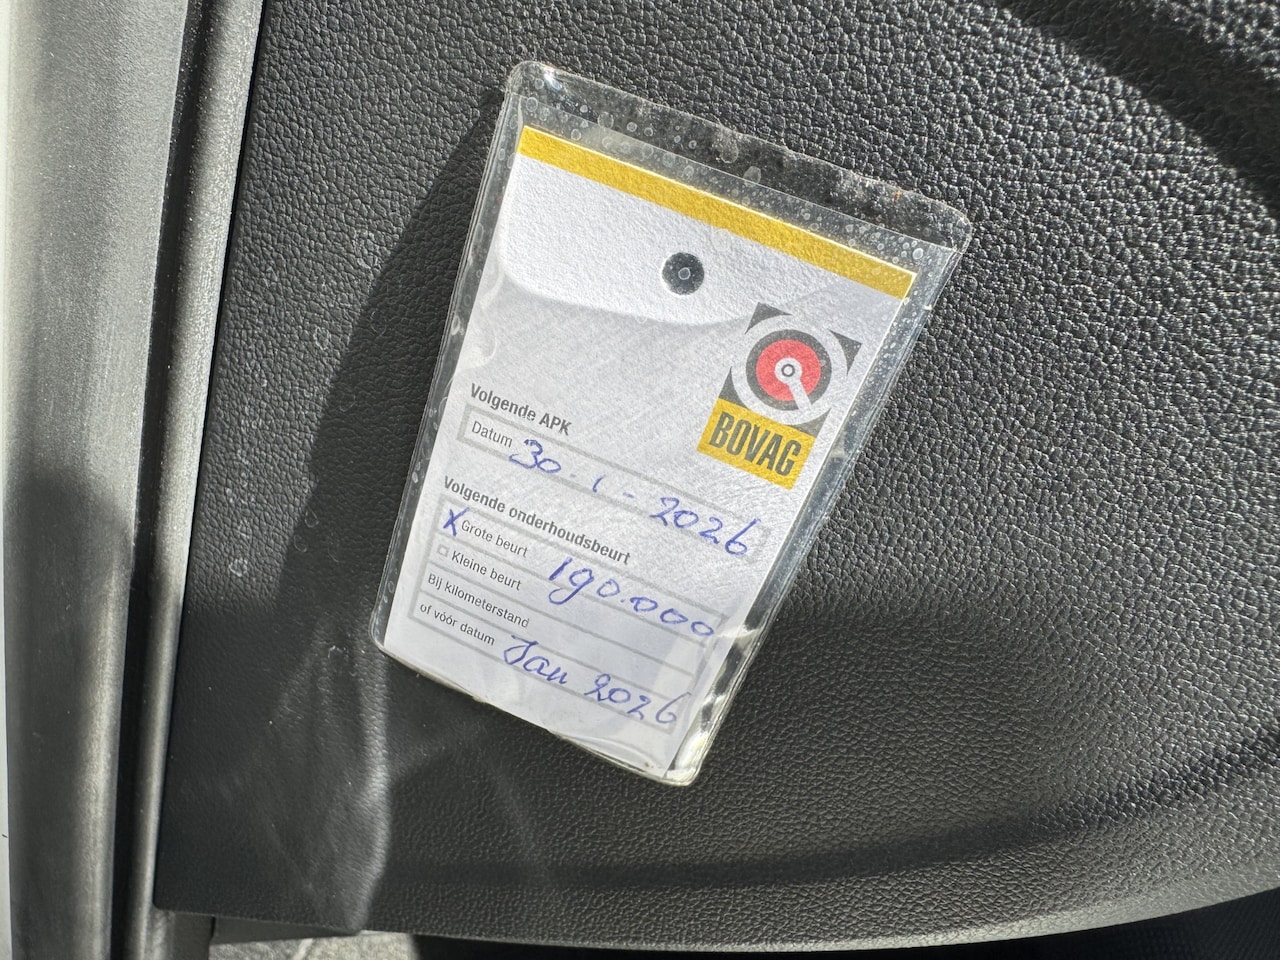 BOVAG
Volgende APK
Datum 30-1-2026
Volgende onderhoudsbeurt
X Grote beurt
Kleine beurt
Bij kilometerstand 190.000
of vóór datum Jan 2026